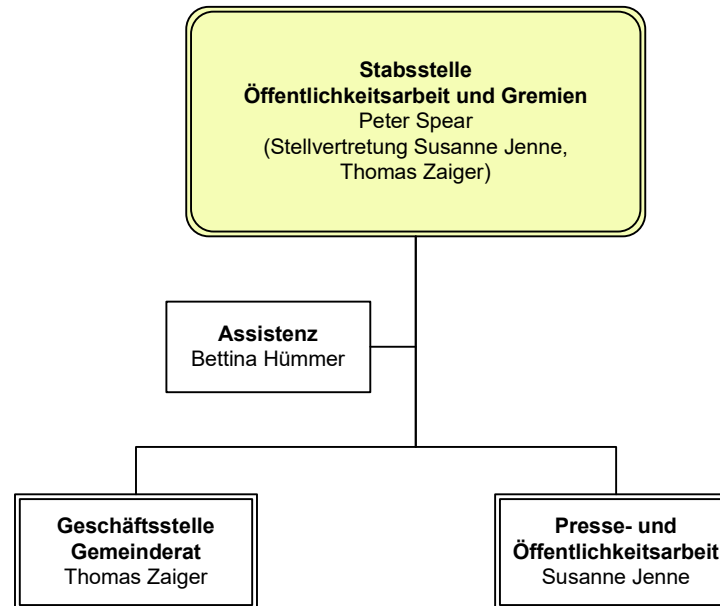 Stabsstelle
Öffentlichkeitsarbeit und Gremien
Peter Spear
(Stellvertretung Susanne Jenne,
Thomas Zaiger)
Assistenz
Bettina Hümmer
Geschäftsstelle
Gemeinderat
Thomas Zaiger
Presse- und
Öffentlichkeitsarbeit
Susanne Jenne